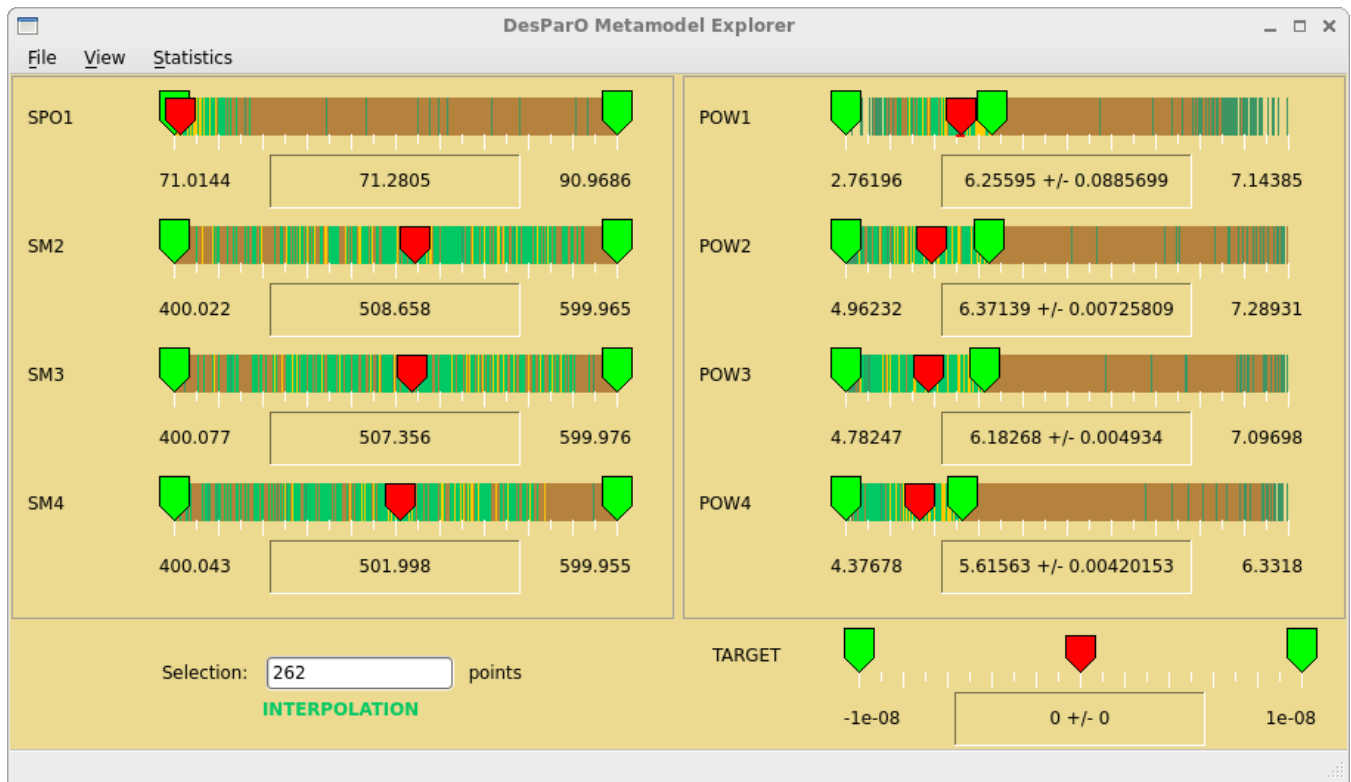 DesParO Metamodel Explorer
File View Statistics
SPO1
71.0144 71.2805 90.9686
SM2
400.022 508.658 599.965
SM3
400.077 507.356 599.976
SM4
400.043 501.998 599.955
POW1
2.76196 6.25595 +/- 0.0885699 7.14385
POW2
4.96232 6.37139 +/- 0.00725809 7.28931
POW3
4.78247 6.18268 +/- 0.004934 7.09698
POW4
4.37678 5.61563 +/- 0.00420153 6.3318
Selection: 262 points
INTERPOLATION
TARGET
-1e-08 0 +/- 0 1e-08